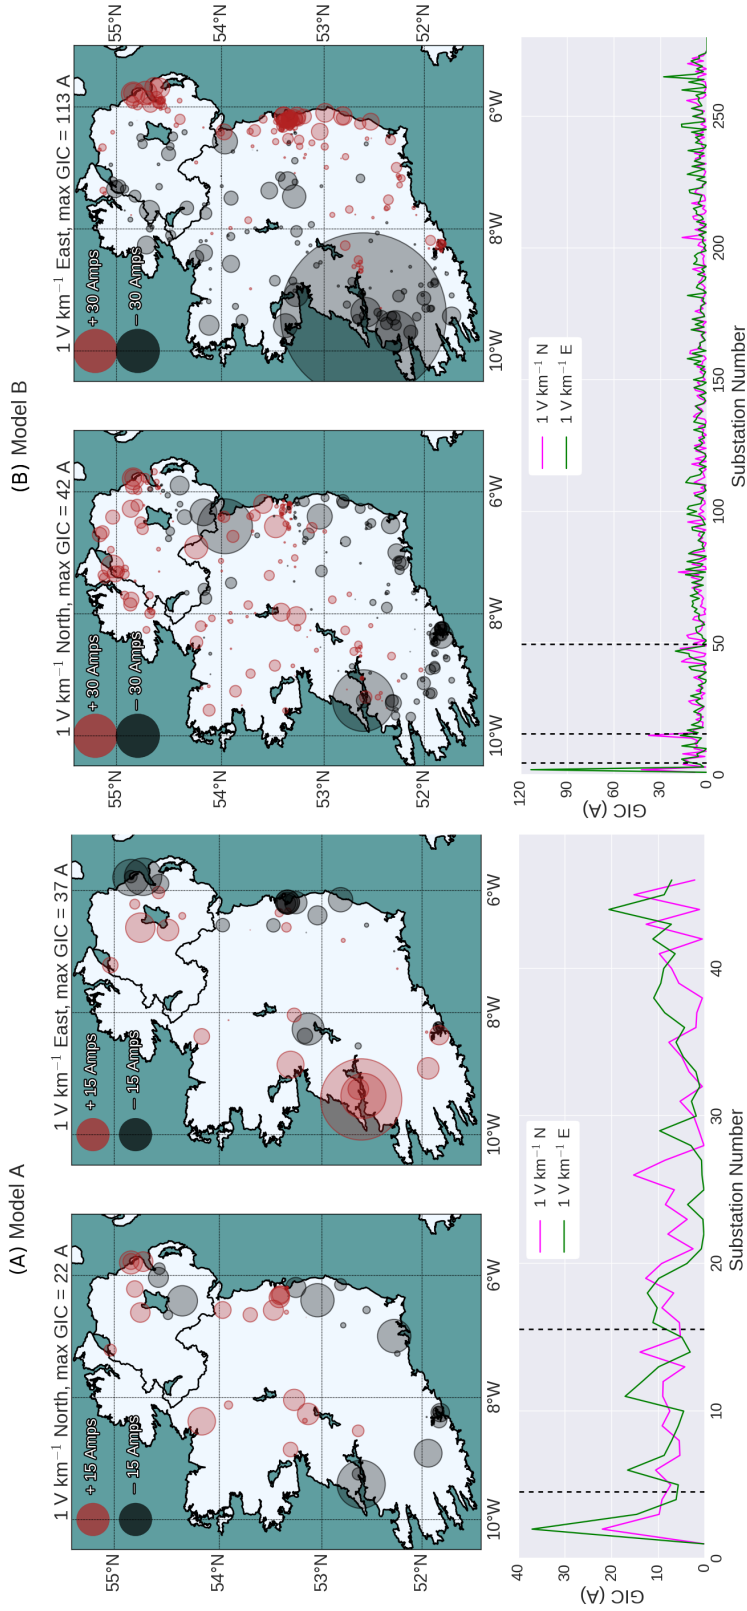 (A) Model A
1 V km⁻¹ North, max GIC = 22 A
+ 15 Amps
− 15 Amps
55°N
54°N
53°N
52°N
10°W
8°W
6°W
1 V km⁻¹ East, max GIC = 37 A
+ 15 Amps
− 15 Amps
10°W
8°W
6°W
GIC (A)
40
30
20
10
0
1 V km⁻¹ N
1 V km⁻¹ E
0
10
20
30
40
Substation Number
(B) Model B
1 V km⁻¹ North, max GIC = 42 A
+ 30 Amps
− 30 Amps
55°N
54°N
53°N
52°N
10°W
8°W
6°W
1 V km⁻¹ East, max GIC = 113 A
+ 30 Amps
− 30 Amps
10°W
8°W
6°W
55°N
54°N
53°N
52°N
GIC (A)
120
90
60
30
0
1 V km⁻¹ N
1 V km⁻¹ E
0
50
100
150
200
250
Substation Number